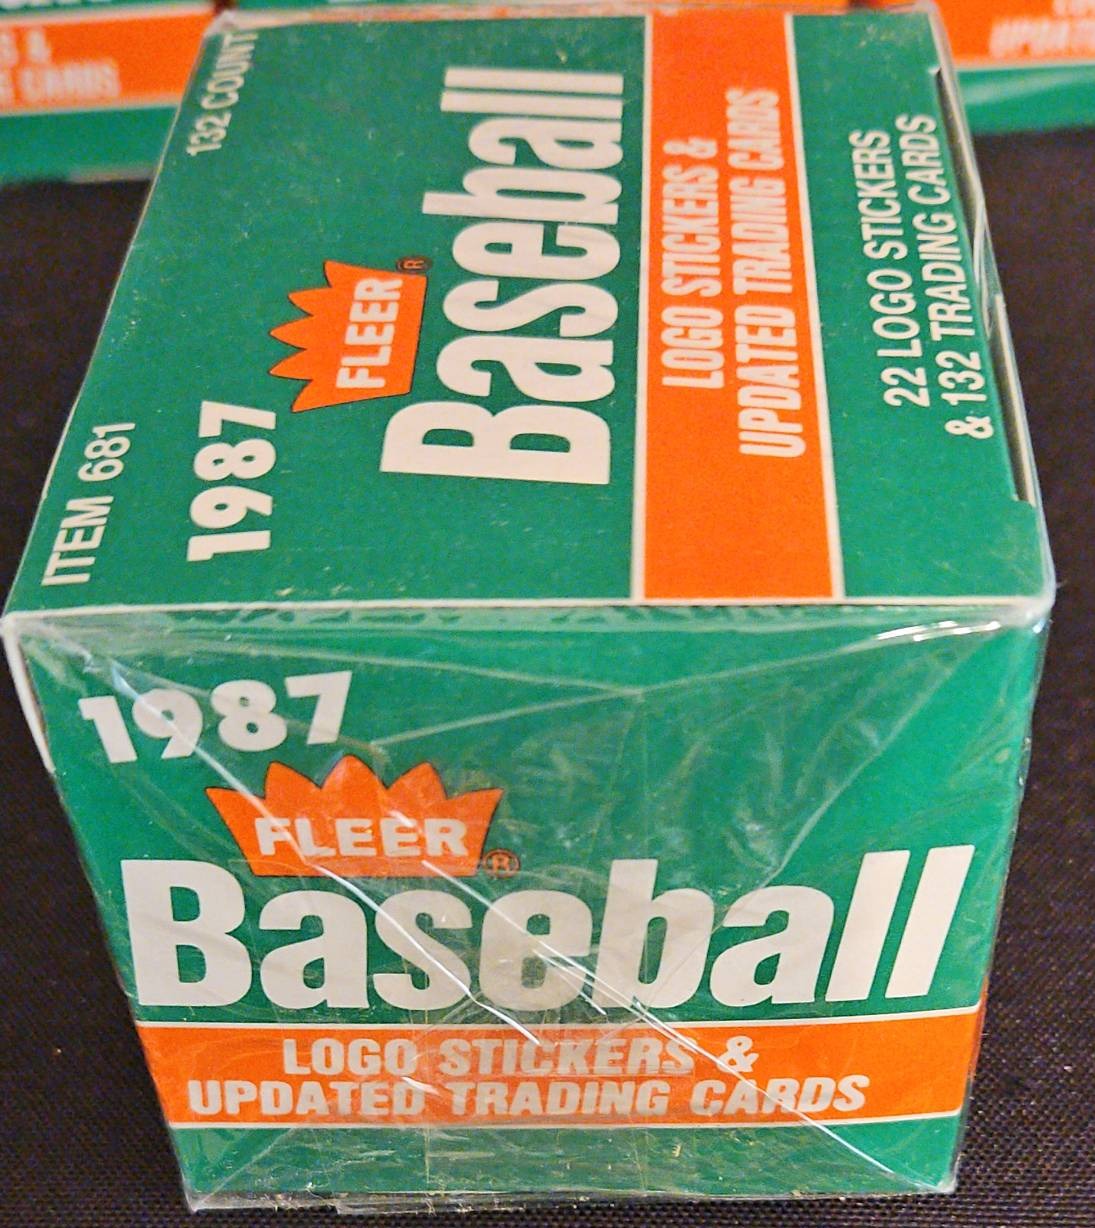 132 COUNT
ITEM 681
1987
FLEER®
Baseball
LOGO STICKERS &
UPDATED TRADING CARDS
22 LOGO STICKERS
& 132 TRADING CARDS
1987
FLEER®
Baseball
LOGO STICKERS &
UPDATED TRADING CARDS